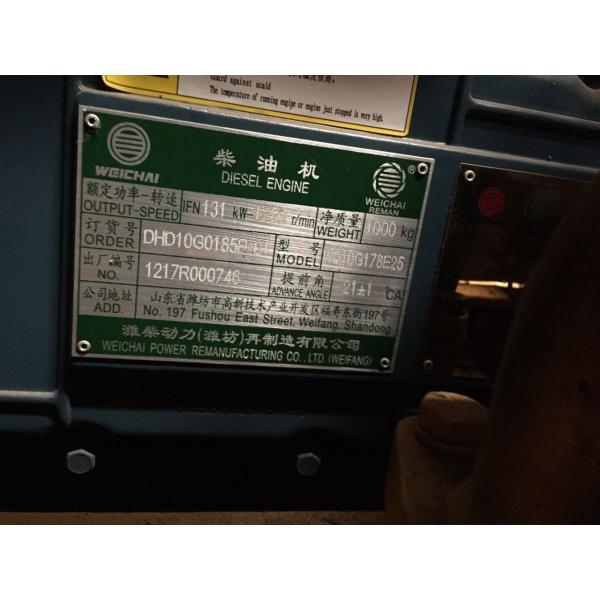 Guard against scald
The temperature of running engine or engine just stopped is very high.
WEICHAI
柴油机
DIESEL ENGINE
WEICHAI
REMAN
®
额定功率-转速 IFN 131 kW- r/min 净质量 1000 kg
OUTPUT-SPEED WEIGHT
订货号 DHD10G0185 型号 178E25
ORDER MODEL
出厂编号 1217R000746 提前角 21±1 °CA
NO. ADVANCE ANGLE
公司地址 山东省潍坊市高新技术产业开发区福寿东街197号
ADD. No. 197 Fushou East Street, Weifang, Shandong
潍柴动力(潍坊)再制造有限公司
WEICHAI POWER REMANUFACTURING CO., LTD. (WEIFANG)